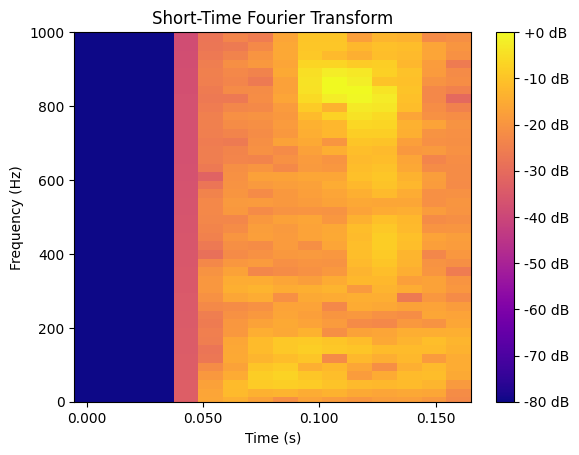 Short-Time Fourier Transform
Frequency (Hz)
1000
800
600
400
200
0
0.000
0.050
0.100
0.150
Time (s)
+0 dB
-10 dB
-20 dB
-30 dB
-40 dB
-50 dB
-60 dB
-70 dB
-80 dB